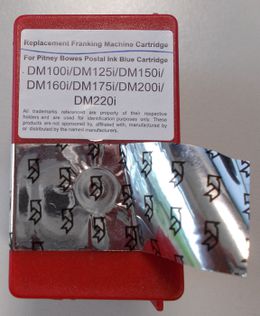 Replacement Franking Machine Cartridge
For Pitney Bowes Postal Ink Blue Cartridge
DM100i/DM125i/DM150i/
DM160i/DM175i/DM200i/
DM220i
All trademarks referenced are property of their respective
holders and are used for identification purposes only. These
products are not sponsored by, affiliated with, manufactured by
or distributed by the named manufacturers.